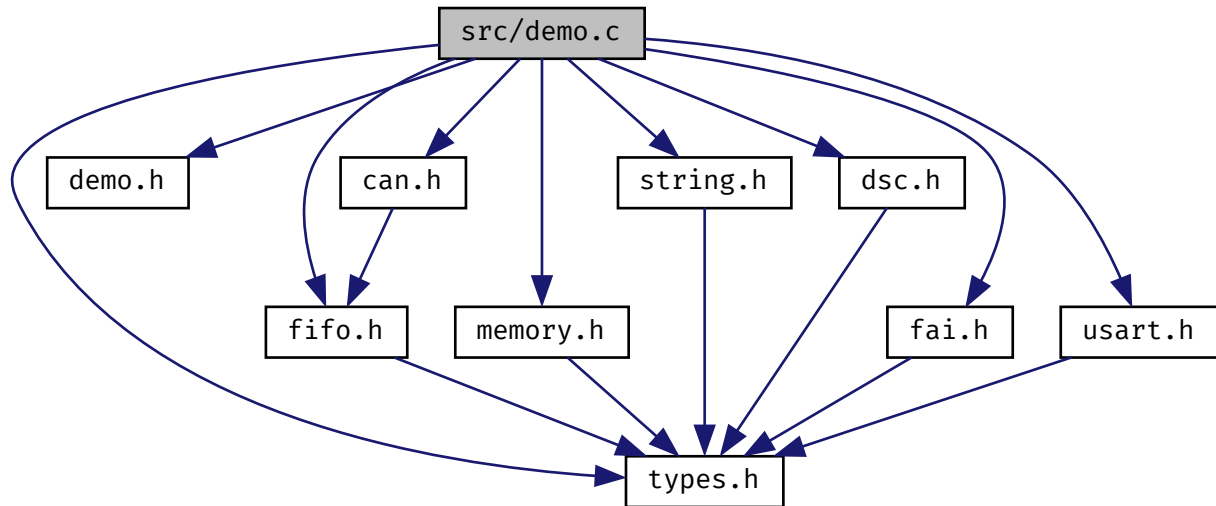 src/demo.c
demo.h
can.h
string.h
dsc.h
fifo.h
memory.h
fai.h
usart.h
types.h